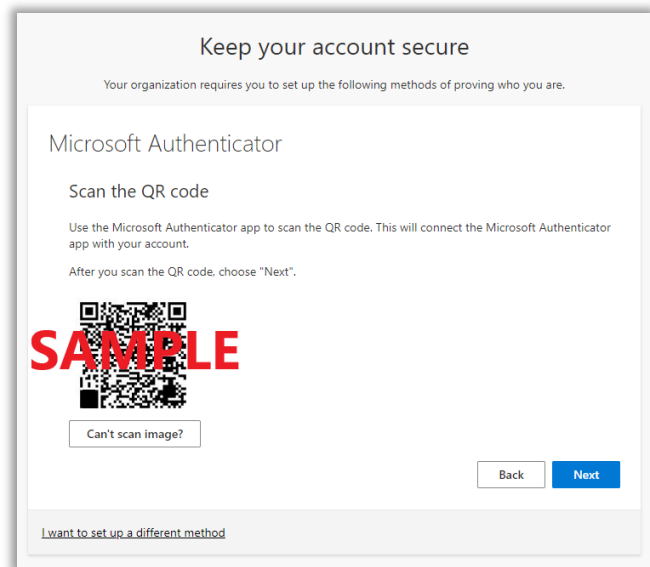 Keep your account secure
Your organization requires you to set up the following methods of proving who you are.
Microsoft Authenticator
Scan the QR code
Use the Microsoft Authenticator app to scan the QR code. This will connect the Microsoft Authenticator
app with your account.
After you scan the QR code, choose "Next".
SAMPLE
Can't scan image?
Back
Next
I want to set up a different method